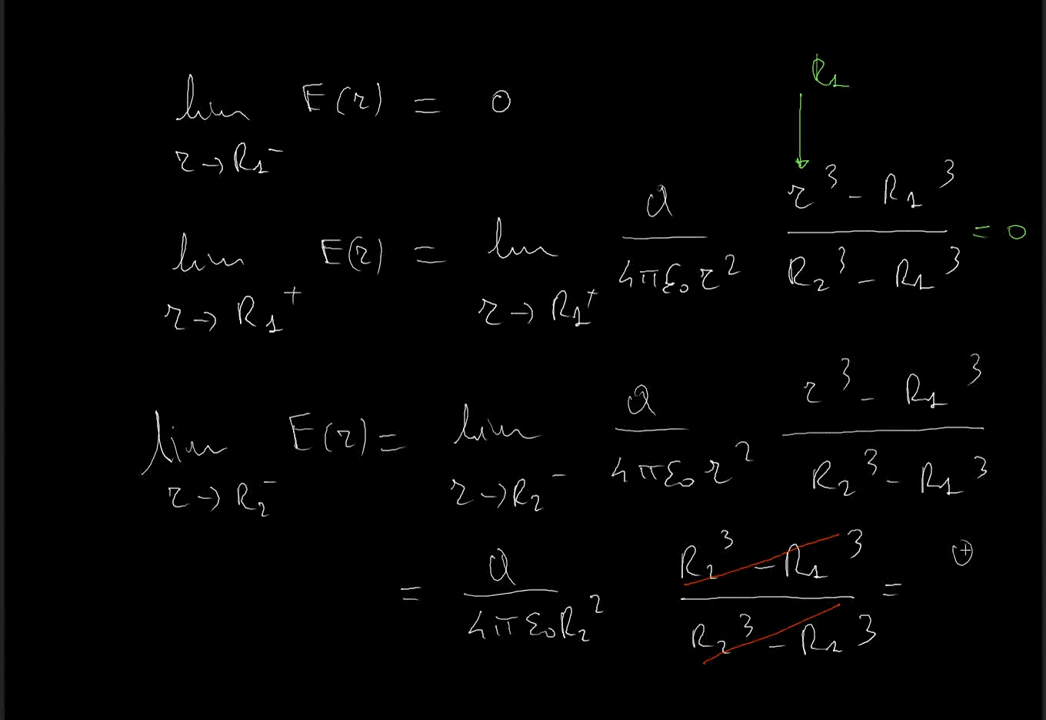 R₁
lim E(r) = 0
r→R₁⁻
lim E(r) = lim Q/(4πε₀r²) (r³ - R₁³)/(R₂³ - R₁³) = 0
r→R₁⁺ r→R₁⁺
lim E(r) = lim Q/(4πε₀r²) (r³ - R₁³)/(R₂³ - R₁³)
r→R₂⁻ r→R₂⁻
= Q/(4πε₀R₂²) (R₂³ - R₁³)/(R₂³ - R₁³) =